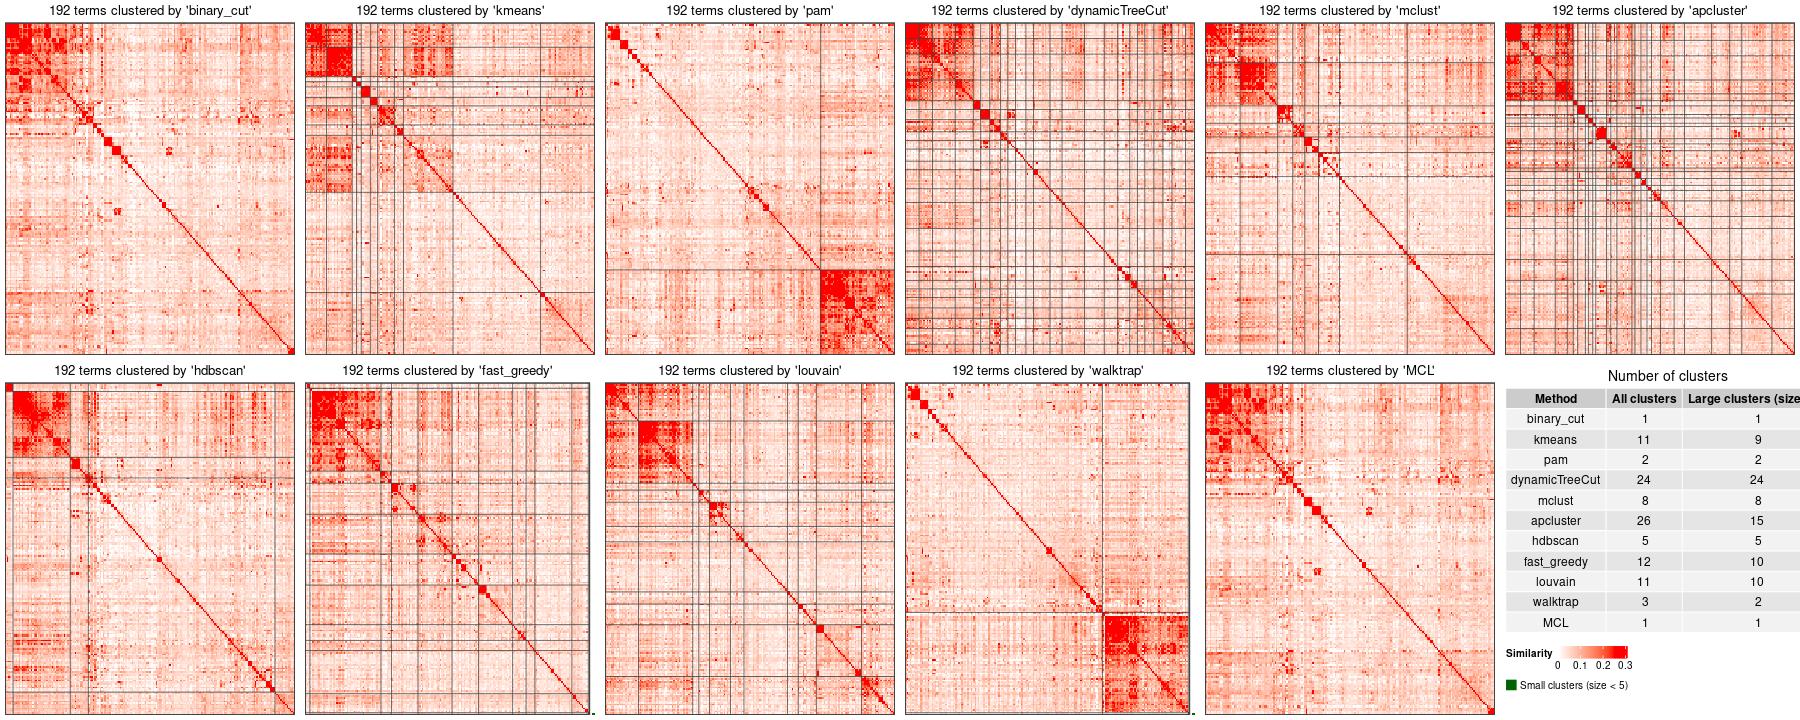 192 terms clustered by 'binary_cut'
192 terms clustered by 'kmeans'
192 terms clustered by 'pam'
192 terms clustered by 'dynamicTreeCut'
192 terms clustered by 'mclust'
192 terms clustered by 'apcluster'
192 terms clustered by 'hdbscan'
192 terms clustered by 'fast_greedy'
192 terms clustered by 'louvain'
192 terms clustered by 'walktrap'
192 terms clustered by 'MCL'
Number of clusters
Method All clusters Large clusters (size
binary_cut 1 1
kmeans 11 9
pam 2 2
dynamicTreeCut 24 24
mclust 8 8
apcluster 26 15
hdbscan 5 5
fast_greedy 12 10
louvain 11 10
walktrap 3 2
MCL 1 1
Similarity
0 0.1 0.2 0.3
Small clusters (size < 5)